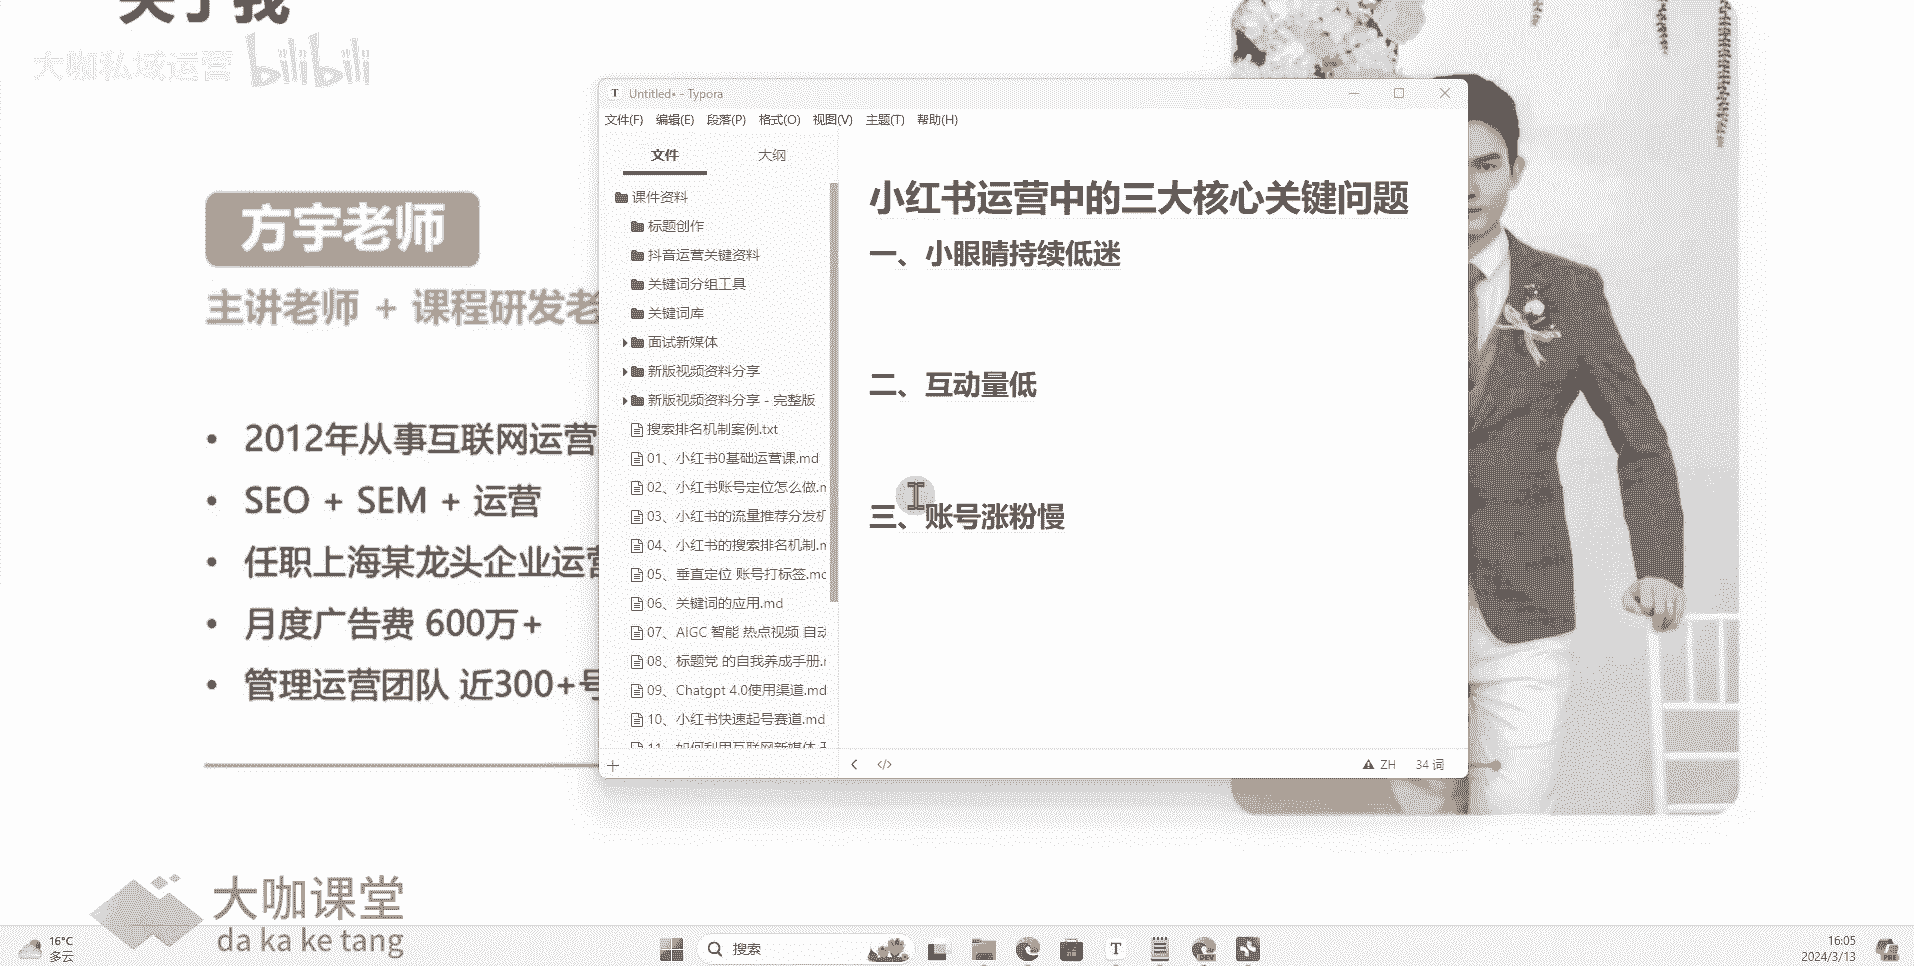 关于我
大咖私域运营 bilibili
方宇老师
主讲老师 + 课程研发老
• 2012年从事互联网运营
• SEO + SEM + 运营
• 任职上海某龙头企业运营
• 月度广告费 600万+
• 管理运营团队 近300+号
Untitled• - Typora
文件(F) 编辑(E) 段落(P) 格式(O) 视图(V) 主题(T) 帮助(H)
文件 大纲
课件资料
标题创作
抖音运营关键资料
关键词分组工具
关键词库
面试新媒体
新版视频资料分享
新版视频资料分享 - 完整版
搜索排名机制案例.txt
01、小红书0基础运营课.md
02、小红书账号定位怎么做.m
03、小红书的流量推荐分发机
04、小红书的搜索排名机制.m
05、垂直定位 账号打标签.mc
06、关键词的应用.md
07、AIGC 智能 热点视频 自动
08、标题党 的自我养成手册.r
09、Chatgpt 4.0使用渠道.md
10、小红书快速起号赛道.md
11、如何利用互联网新媒体
小红书运营中的三大核心关键问题
一、小眼睛持续低迷
二、互动量低
三、账号涨粉慢
ZH 34 词
大咖课堂
da ka ke tang
16°C
多云
搜索
T
DEV
16:05
2024/3/13
PRE